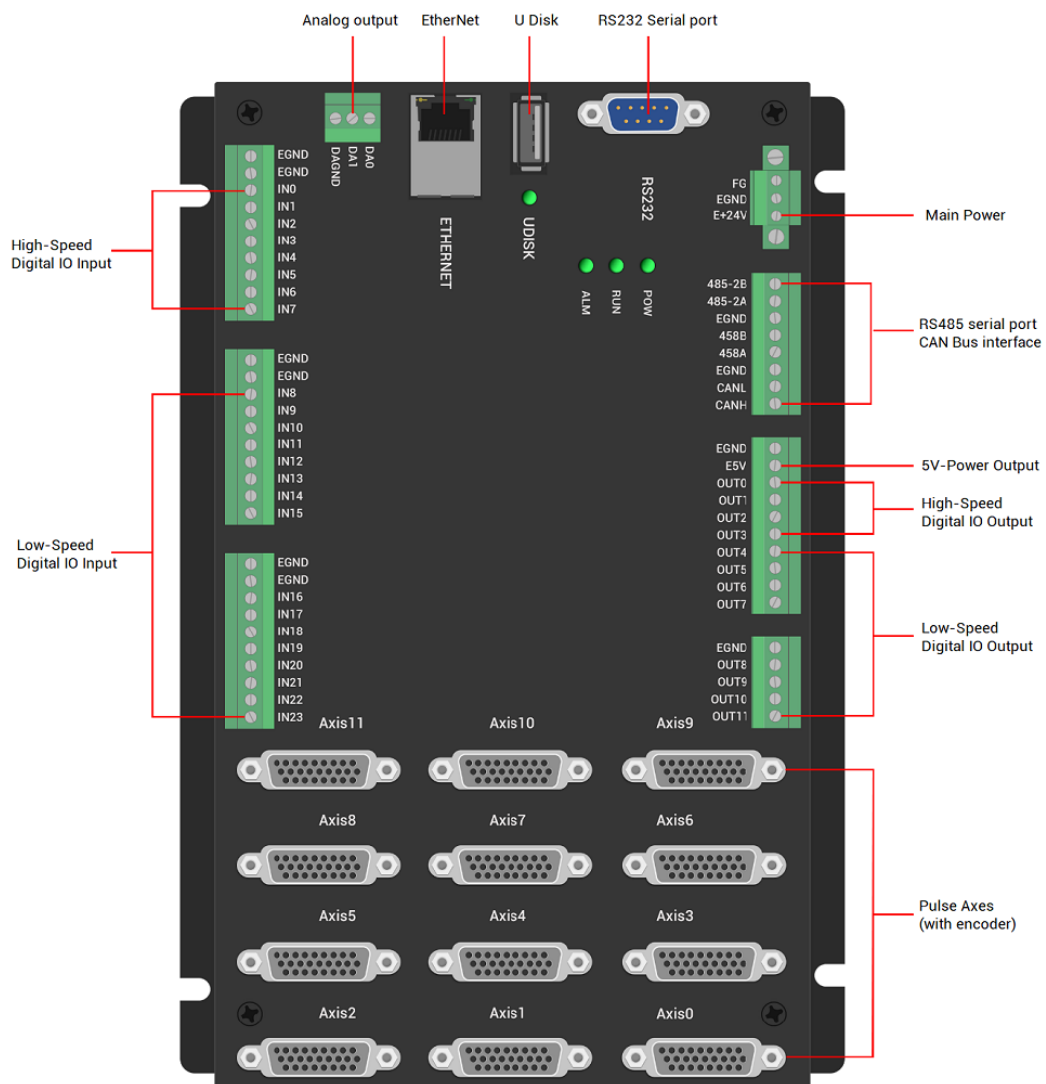 Analog output
EtherNet
U Disk
RS232 Serial port
DAGND
DA1
DA0
ETHERNET
UDISK
RS232
ALM
RUN
POW
High-Speed
Digital IO Input
EGND
EGND
IN0
IN1
IN2
IN3
IN4
IN5
IN6
IN7
Low-Speed
Digital IO Input
EGND
EGND
IN8
IN9
IN10
IN11
IN12
IN13
IN14
IN15
EGND
EGND
IN16
IN17
IN18
IN19
IN20
IN21
IN22
IN23
FG
EGND
E+24V
Main Power
485-2B
485-2A
EGND
458B
458A
EGND
CANL
CANH
RS485 serial port
CAN Bus interface
EGND
E5V
OUT0
OUT1
OUT2
OUT3
OUT4
OUT5
OUT6
OUT7
5V-Power Output
High-Speed
Digital IO Output
EGND
OUT8
OUT9
OUT10
OUT11
Low-Speed
Digital IO Output
Axis11
Axis10
Axis9
Axis8
Axis7
Axis6
Axis5
Axis4
Axis3
Axis2
Axis1
Axis0
Pulse Axes
(with encoder)